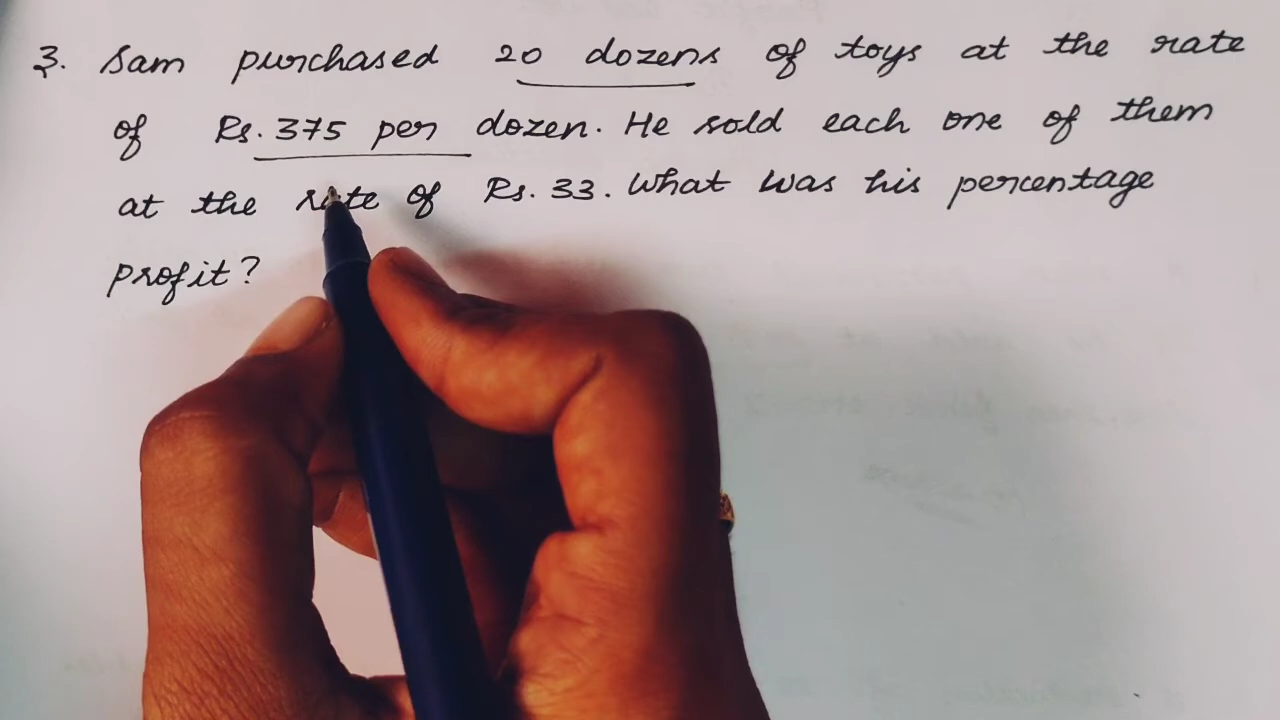 3. Sam purchased 20 dozens of toys at the rate
of Rs. 375 per dozen. He sold each one of them
at the rate of Rs. 33. What was his percentage
profit?